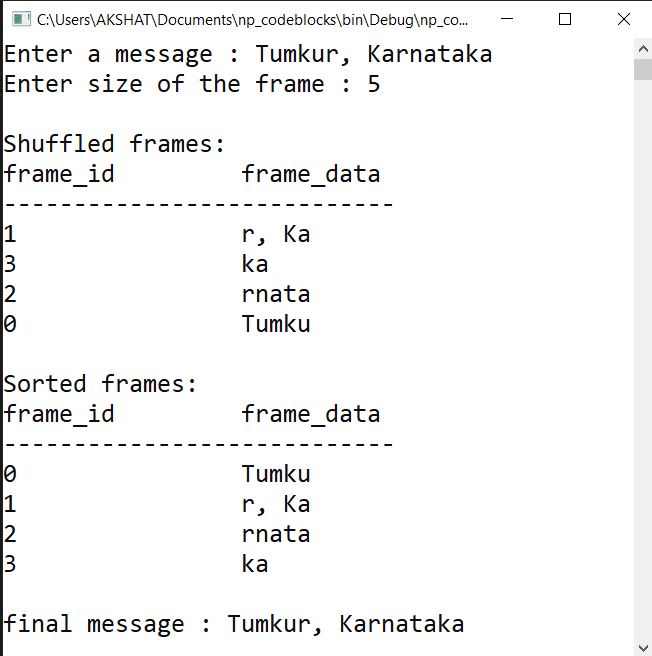 C:\Users\AKSHAT\Documents\np_codeblocks\bin\Debug\np_co...
Enter a message : Tumkur, Karnataka
Enter size of the frame : 5
Shuffled frames:
frame_id         frame_data
----------------------------
1                r, Ka
3                ka
2                rnata
0                Tumku
Sorted frames:
frame_id         frame_data
----------------------------
0                Tumku
1                r, Ka
2                rnata
3                ka
final message : Tumkur, Karnataka